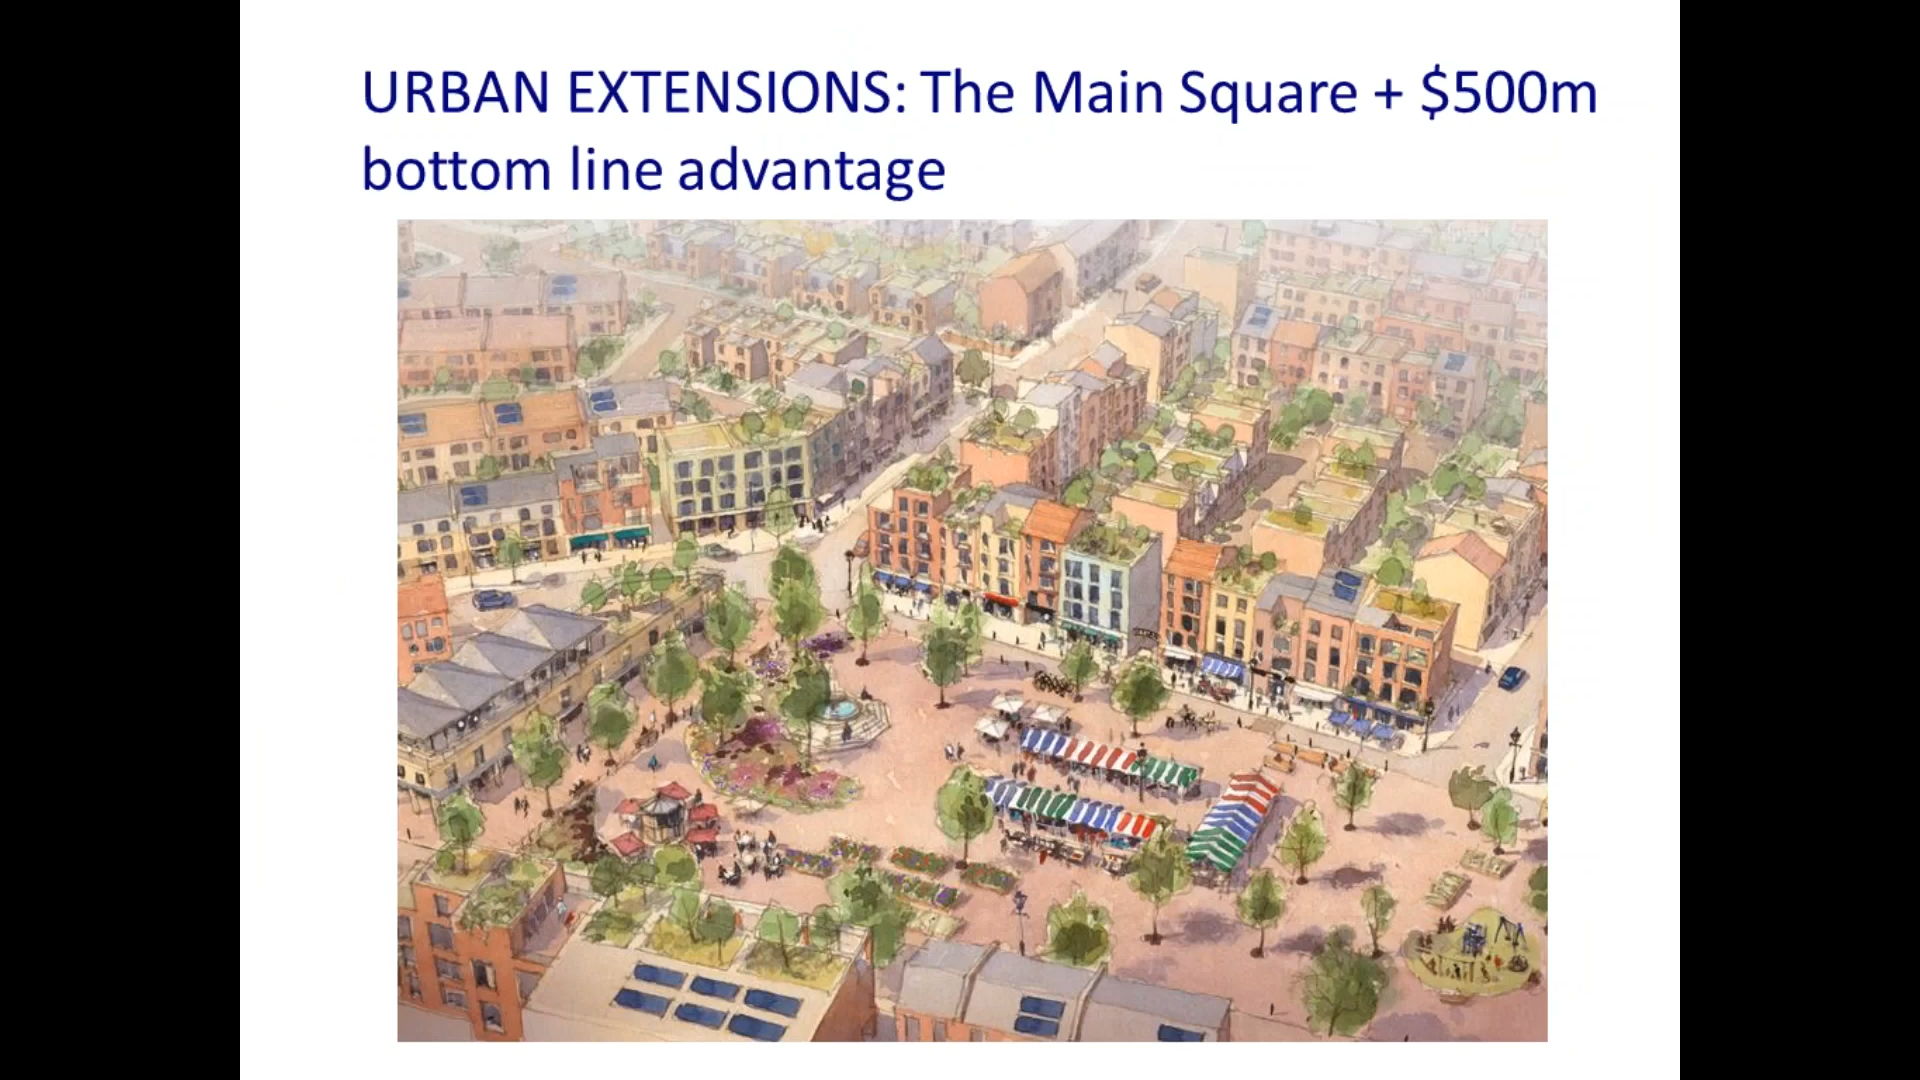 URBAN EXTENSIONS: The Main Square + $500m
bottom line advantage